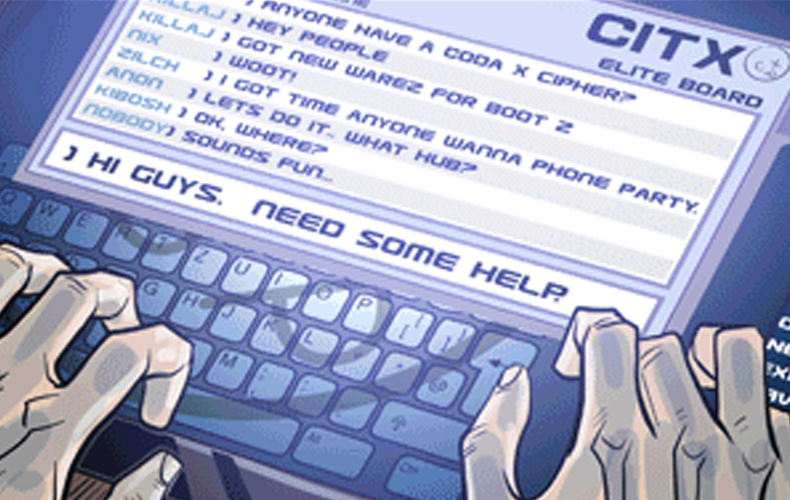 CITX
ELITE BOARD
ANYONE HAVE A CODA X CIPHER?
KILLAJ ) HEY PEOPLE
KILLAJ ) GOT NEW WAREZ FOR BOOT 2
NIX ) WOOT!
ZILCH ) I GOT TIME ANYONE WANNA PHONE PARTY.
ANON ) LETS DO IT. WHAT HUB?
KIBOSH ) OK, WHERE?
NOBODY) SOUNDS FUN...
) HI GUYS. NEED SOME HELP.
Q W E R T Z U I O P [ ]
G H J K L
M